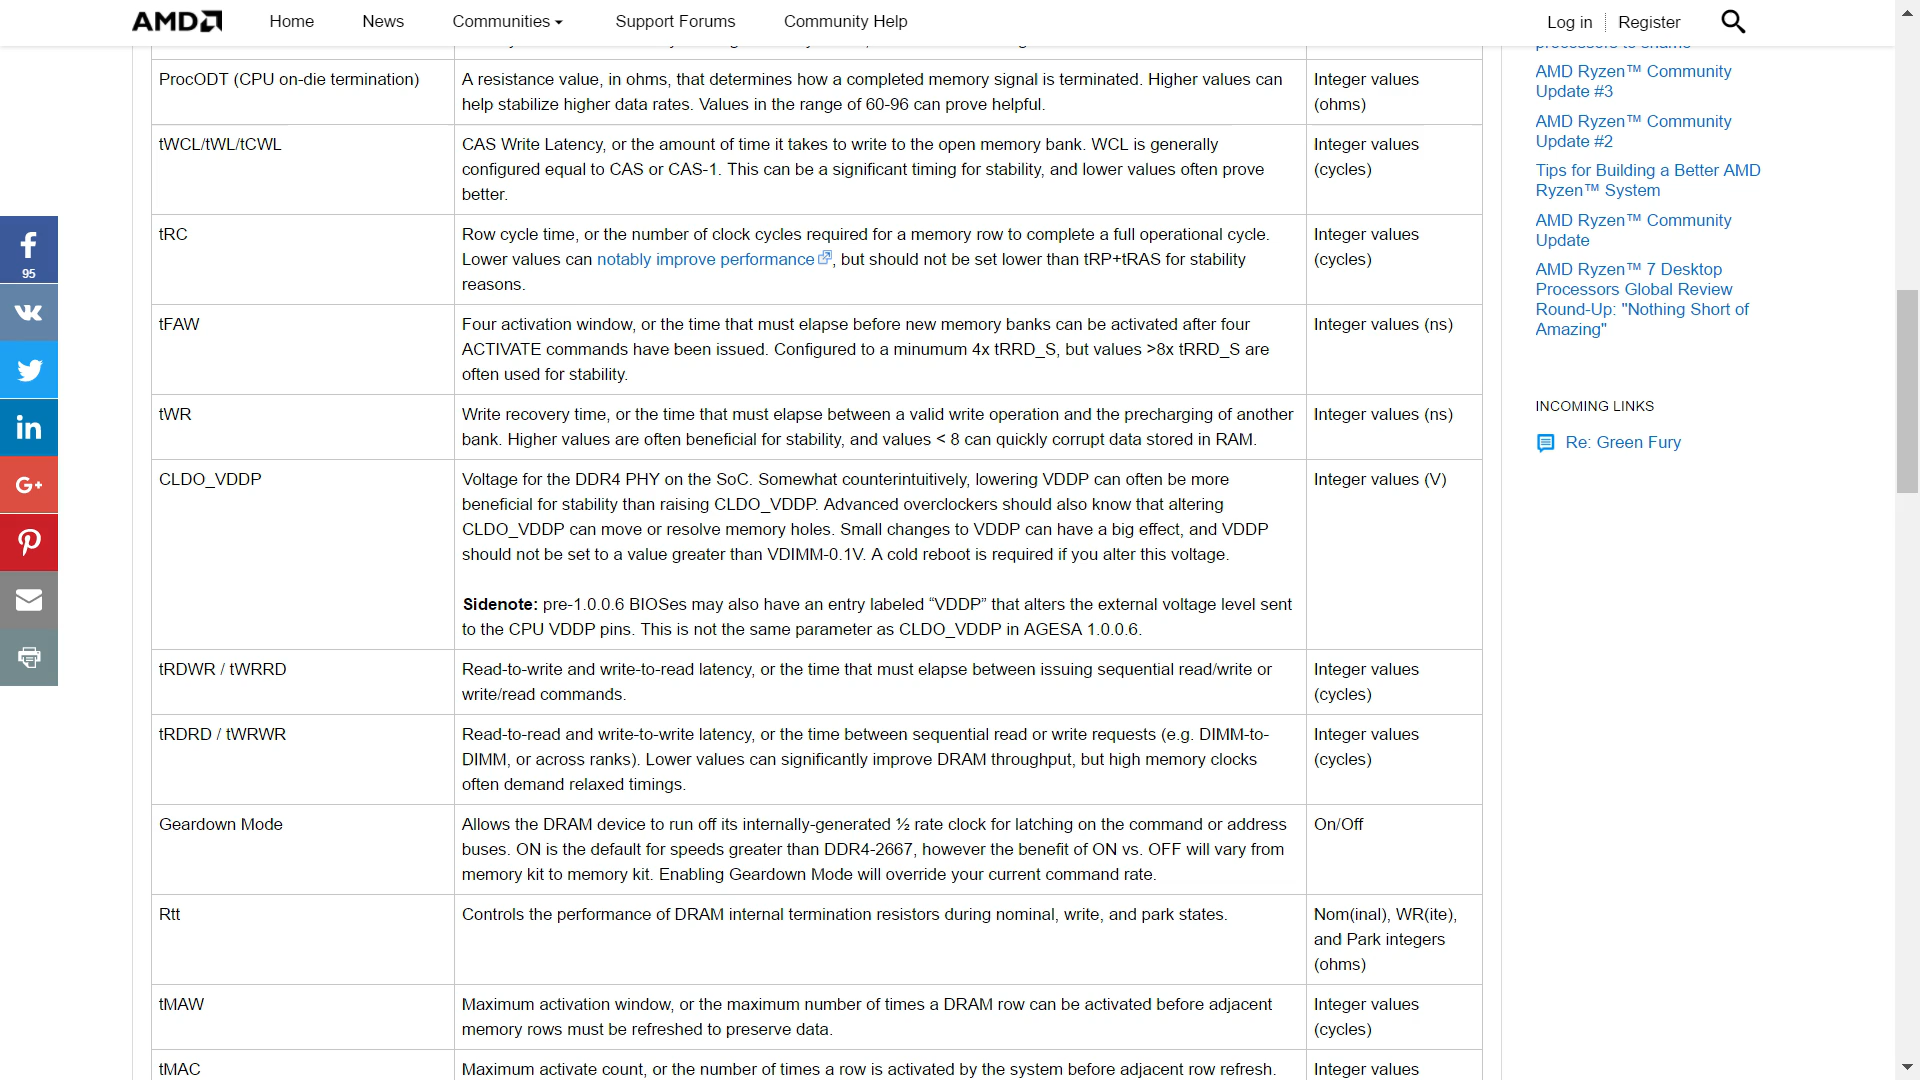 AMD
Home
News
Communities
Support Forums
Community Help
Log in
Register
ProcODT (CPU on-die termination)
A resistance value, in ohms, that determines how a completed memory signal is terminated. Higher values can
help stabilize higher data rates. Values in the range of 60-96 can prove helpful.
Integer values
(ohms)
tWCL/tWL/tCWL
CAS Write Latency, or the amount of time it takes to write to the open memory bank. WCL is generally
configured equal to CAS or CAS-1. This can be a significant timing for stability, and lower values often prove
better.
Integer values
(cycles)
tRC
Row cycle time, or the number of clock cycles required for a memory row to complete a full operational cycle.
Lower values can notably improve performance, but should not be set lower than tRP+tRAS for stability
reasons.
Integer values
(cycles)
tFAW
Four activation window, or the time that must elapse before new memory banks can be activated after four
ACTIVATE commands have been issued. Configured to a minumum 4x tRRD_S, but values >8x tRRD_S are
often used for stability.
Integer values (ns)
tWR
Write recovery time, or the time that must elapse between a valid write operation and the precharging of another
bank. Higher values are often beneficial for stability, and values < 8 can quickly corrupt data stored in RAM.
Integer values (ns)
CLDO_VDDP
Voltage for the DDR4 PHY on the SoC. Somewhat counterintuitively, lowering VDDP can often be more
beneficial for stability than raising CLDO_VDDP. Advanced overclockers should also know that altering
CLDO_VDDP can move or resolve memory holes. Small changes to VDDP can have a big effect, and VDDP
should not be set to a value greater than VDIMM-0.1V. A cold reboot is required if you alter this voltage.
Sidenote: pre-1.0.0.6 BIOSes may also have an entry labeled “VDDP” that alters the external voltage level sent
to the CPU VDDP pins. This is not the same parameter as CLDO_VDDP in AGESA 1.0.0.6.
Integer values (V)
tRDWR / tWRRD
Read-to-write and write-to-read latency, or the time that must elapse between issuing sequential read/write or
write/read commands.
Integer values
(cycles)
tRDRD / tWRWR
Read-to-read and write-to-write latency, or the time between sequential read or write requests (e.g. DIMM-to-
DIMM, or across ranks). Lower values can significantly improve DRAM throughput, but high memory clocks
often demand relaxed timings.
Integer values
(cycles)
Geardown Mode
Allows the DRAM device to run off its internally-generated ½ rate clock for latching on the command or address
buses. ON is the default for speeds greater than DDR4-2667, however the benefit of ON vs. OFF will vary from
memory kit to memory kit. Enabling Geardown Mode will override your current command rate.
On/Off
Rtt
Controls the performance of DRAM internal termination resistors during nominal, write, and park states.
Nom(inal), WR(ite),
and Park integers
(ohms)
tMAW
Maximum activation window, or the maximum number of times a DRAM row can be activated before adjacent
memory rows must be refreshed to preserve data.
Integer values
(cycles)
tMAC
Maximum activate count, or the number of times a row is activated by the system before adjacent row refresh.
Integer values
AMD Ryzen™ Community
Update #3
AMD Ryzen™ Community
Update #2
Tips for Building a Better AMD
Ryzen™ System
AMD Ryzen™ Community
Update
AMD Ryzen™ 7 Desktop
Processors Global Review
Round-Up: "Nothing Short of
Amazing"
INCOMING LINKS
Re: Green Fury
f
95
in
G+